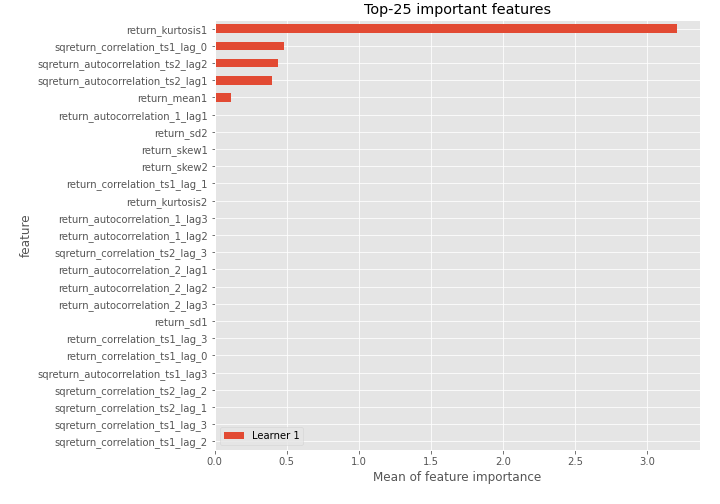 Top-25 important features
return_kurtosis1
sqreturn_correlation_ts1_lag_0
sqreturn_autocorrelation_ts2_lag2
sqreturn_autocorrelation_ts2_lag1
return_mean1
return_autocorrelation_1_lag1
return_sd2
return_skew1
return_skew2
return_correlation_ts1_lag_1
return_kurtosis2
return_autocorrelation_1_lag3
return_autocorrelation_1_lag2
sqreturn_correlation_ts2_lag_3
return_autocorrelation_2_lag1
return_autocorrelation_2_lag2
return_autocorrelation_2_lag3
return_sd1
return_correlation_ts1_lag_3
return_correlation_ts1_lag_0
sqreturn_autocorrelation_ts1_lag3
sqreturn_correlation_ts2_lag_2
sqreturn_correlation_ts2_lag_1
sqreturn_correlation_ts1_lag_3
sqreturn_correlation_ts1_lag_2
feature
Learner 1
0.0 0.5 1.0 1.5 2.0 2.5 3.0
Mean of feature importance